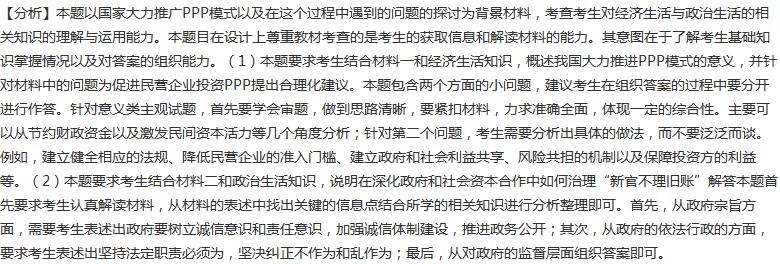 【分析】本题以国家大力推广PPP模式以及在这个过程中遇到的问题的探讨为背景材料，考查考生对经济生活与政治生活的相
关知识的理解与运用能力。本题目在设计上尊重教材考查的是考生的获取信息和解读材料的能力。其意图在于了解考生基础知
识掌握情况以及对答案的组织能力。（1）本题要求考生结合材料一和经济生活知识，概述我国大力推进PPP模式的意义，并针
对材料中的问题为促进民营企业投资PPP提出合理化建议。本题包含两个方面的小问题，建议考生在组织答案的过程中要分开
进行作答。针对意义类主观试题，首先要学会审题，做到思路清晰，要紧扣材料，力求准确全面，体现一定的综合性。主要可
以从节约财政资金以及激发民间资本活力等几个角度分析；针对第二个问题，考生需要分析出具体的做法，而不要泛泛而谈。
例如，建立健全相应的法规、降低民营企业的准入门槛、建立政府和社会利益共享、风险共担的机制以及保障投资方的利益
等。（2）本题要求考生结合材料二和政治生活知识，说明在深化政府和社会资本合作中如何治理“新官不理旧账”解答本题首
先要求考生认真解读材料，从材料的表述中找出关键的信息点结合所学的相关知识进行分析整理即可。首先，从政府宗旨方
面，需要考生表述出政府要树立诚信意识和责任意识，加强诚信体制建设，推进政务公开；其次，从政府的依法行政的方面，
要求考生表述出坚持法定职责必须为，坚决纠正不作为和乱作为；最后，从对政府的监督层面组织答案即可。